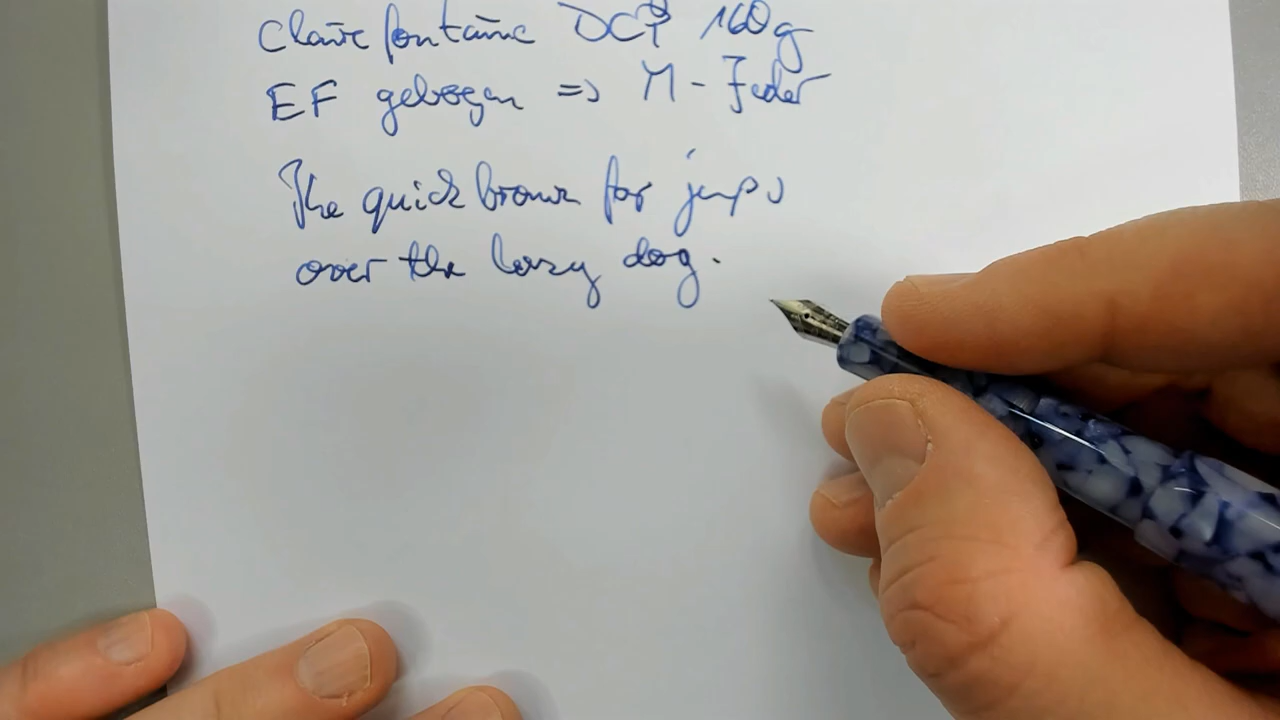 Clairefontaine DCP 160g
EF gebogen => M-Feder
The quick brown fox jumps
over the lazy dog.